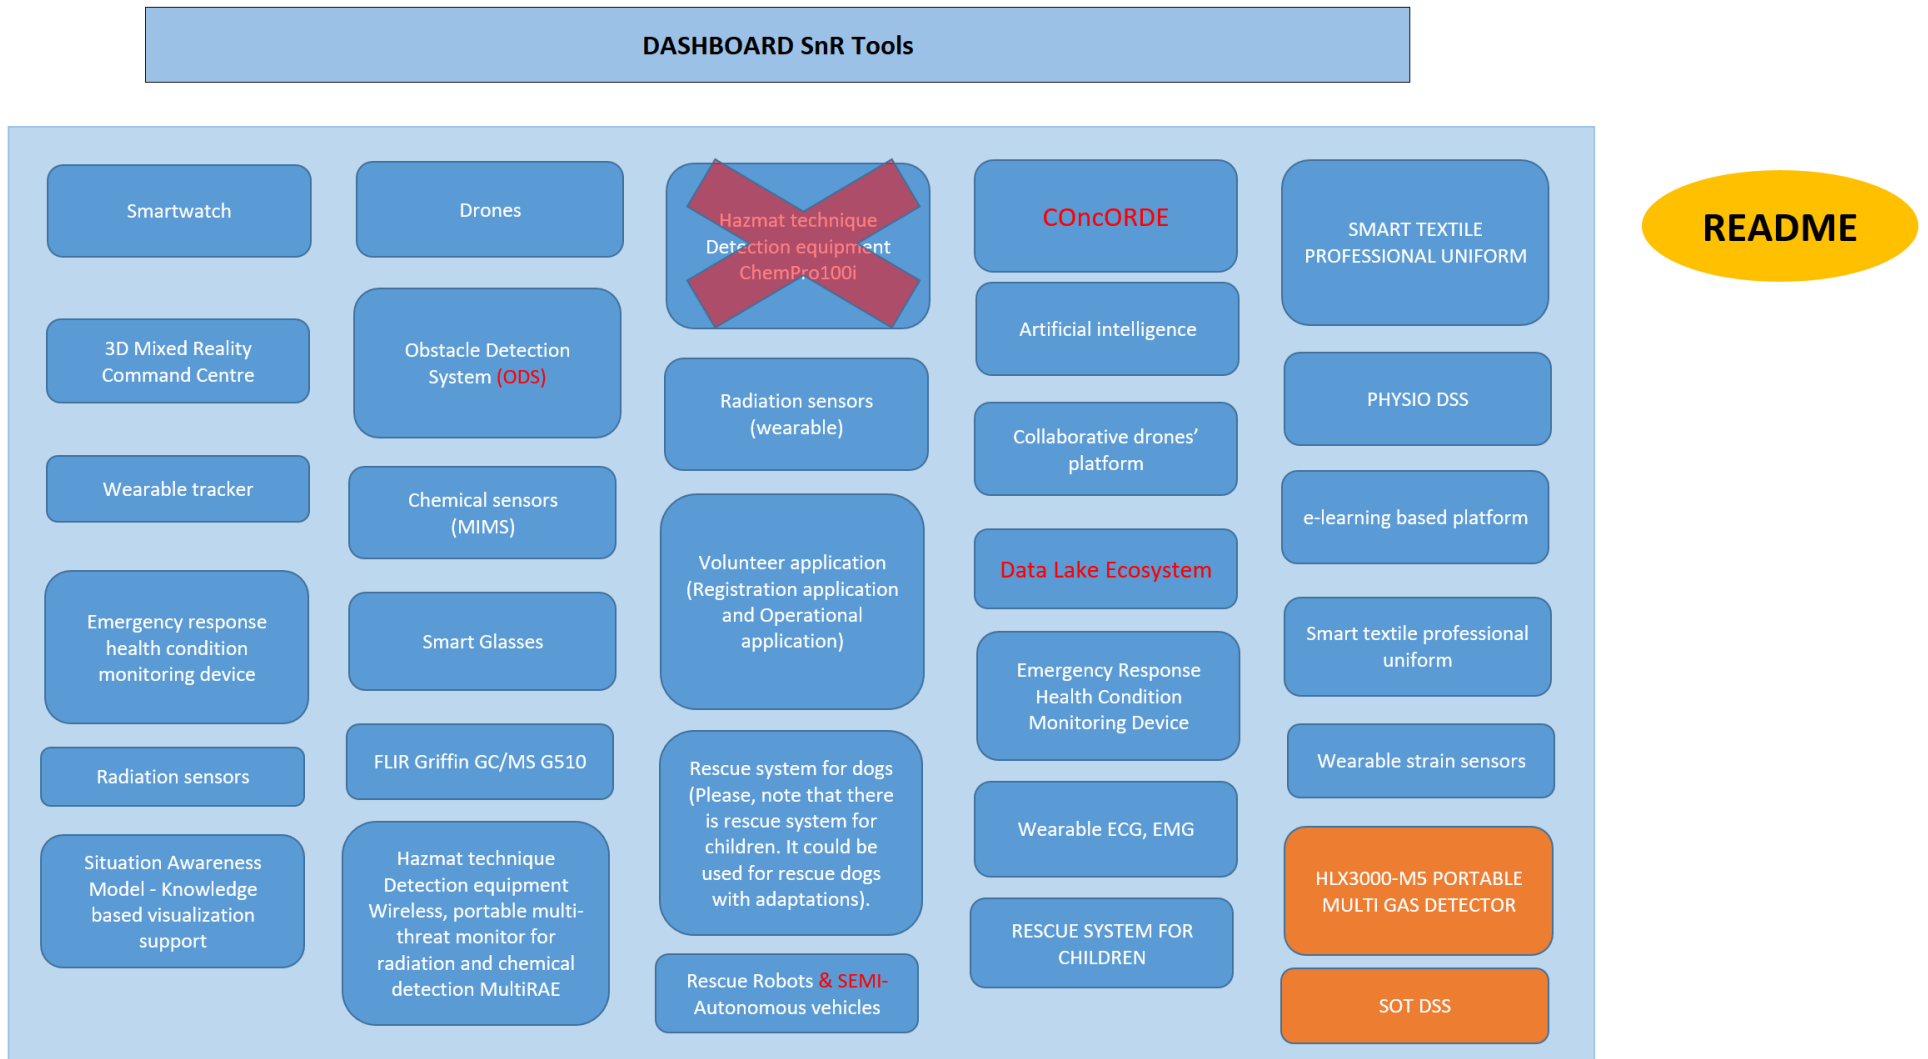 DASHBOARD SnR Tools
README
Smartwatch
3D Mixed Reality
Command Centre
Wearable tracker
Emergency response
health condition
monitoring device
Radiation sensors
Situation Awareness
Model - Knowledge
based visualization
support
Drones
Obstacle Detection
System (ODS)
Chemical sensors
(MIMS)
Smart Glasses
FLIR Griffin GC/MS G510
Hazmat technique
Detection equipment
Wireless, portable multi-
threat monitor for
radiation and chemical
detection MultiRAE
Hazmat technique
Detection equipment
ChemPro100i
Radiation sensors
(wearable)
Volunteer application
(Registration application
and Operational
application)
Rescue system for dogs
(Please, note that there
is rescue system for
children. It could be
used for rescue dogs
with adaptations).
Rescue Robots & SEMI-
Autonomous vehicles
COncORDE
Artificial intelligence
Collaborative drones’
platform
Data Lake Ecosystem
Emergency Response
Health Condition
Monitoring Device
Wearable ECG, EMG
RESCUE SYSTEM FOR
CHILDREN
SMART TEXTILE
PROFESSIONAL UNIFORM
PHYSIO DSS
e-learning based platform
Smart textile professional
uniform
Wearable strain sensors
HLX3000-M5 PORTABLE
MULTI GAS DETECTOR
SOT DSS